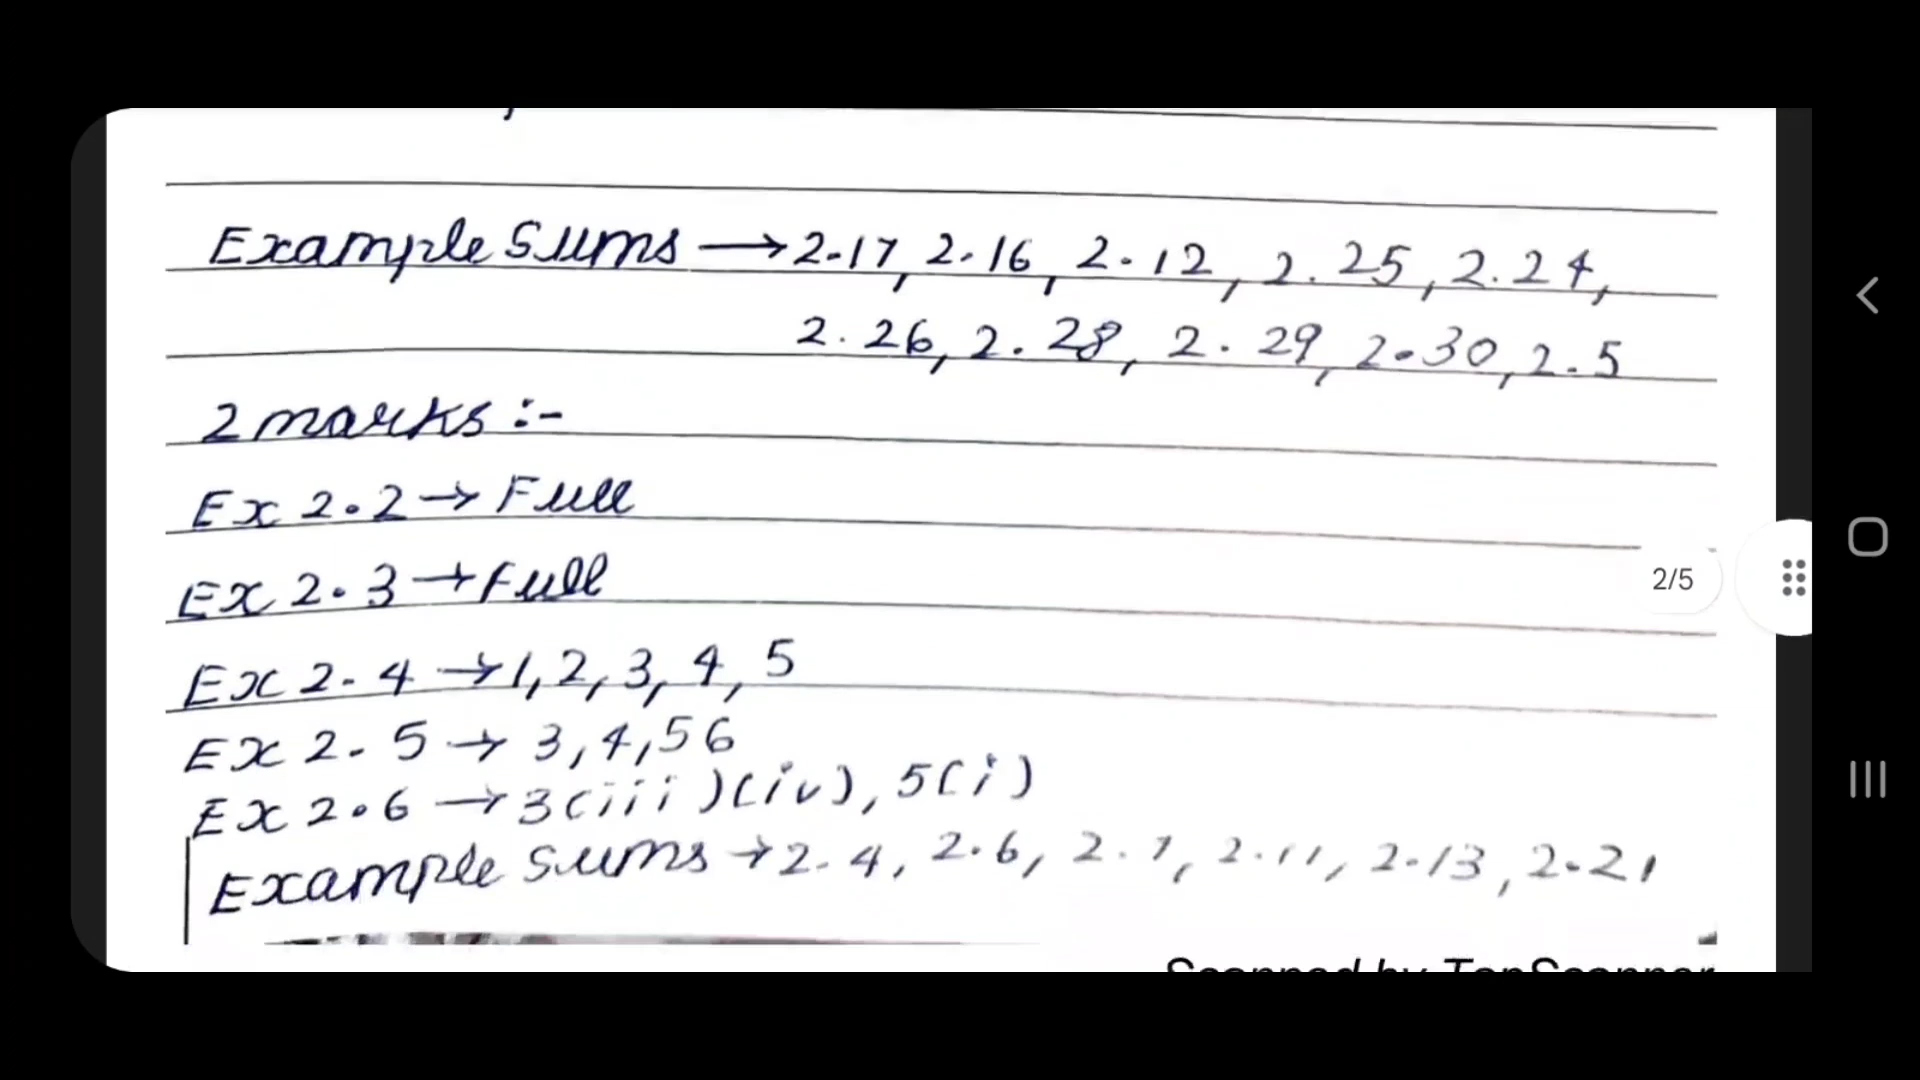 Example Sums → 2.17, 2.16, 2.12, 2.25, 2.24,
2.26, 2.28, 2.29, 2.30, 2.5
2 marks :-
Ex 2.2 → Full
Ex 2.3 → Full
2/5
Ex 2.4 → 1, 2, 3, 4, 5
Ex 2.5 → 3, 4, 5 6
Ex 2.6 → 3(iii)(iv), 5(i)
Example sums → 2.4, 2.6, 2.7, 2.11, 2.13, 2.21
Scanned by TapScanner